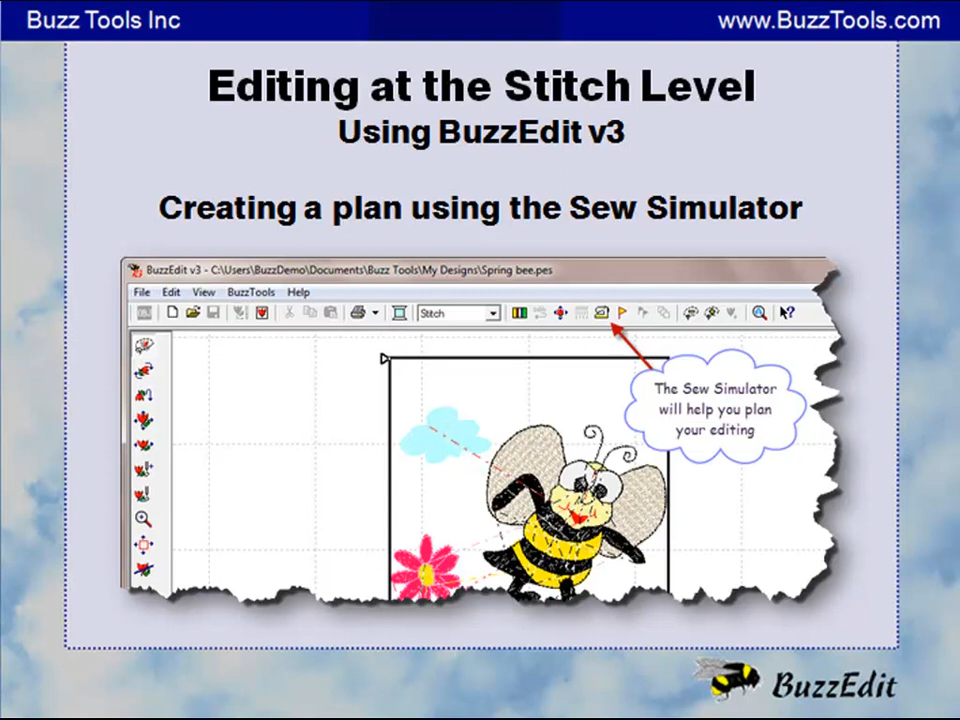 Buzz Tools Inc
www.BuzzTools.com
Editing at the Stitch Level
Using BuzzEdit v3
Creating a plan using the Sew Simulator
BuzzEdit v3 - C:\Users\BuzzDemo\Documents\Buzz Tools\My Designs\Spring bee.pes
File Edit View BuzzTools Help
Stitch
The Sew Simulator
will help you plan
your editing
BuzzEdit